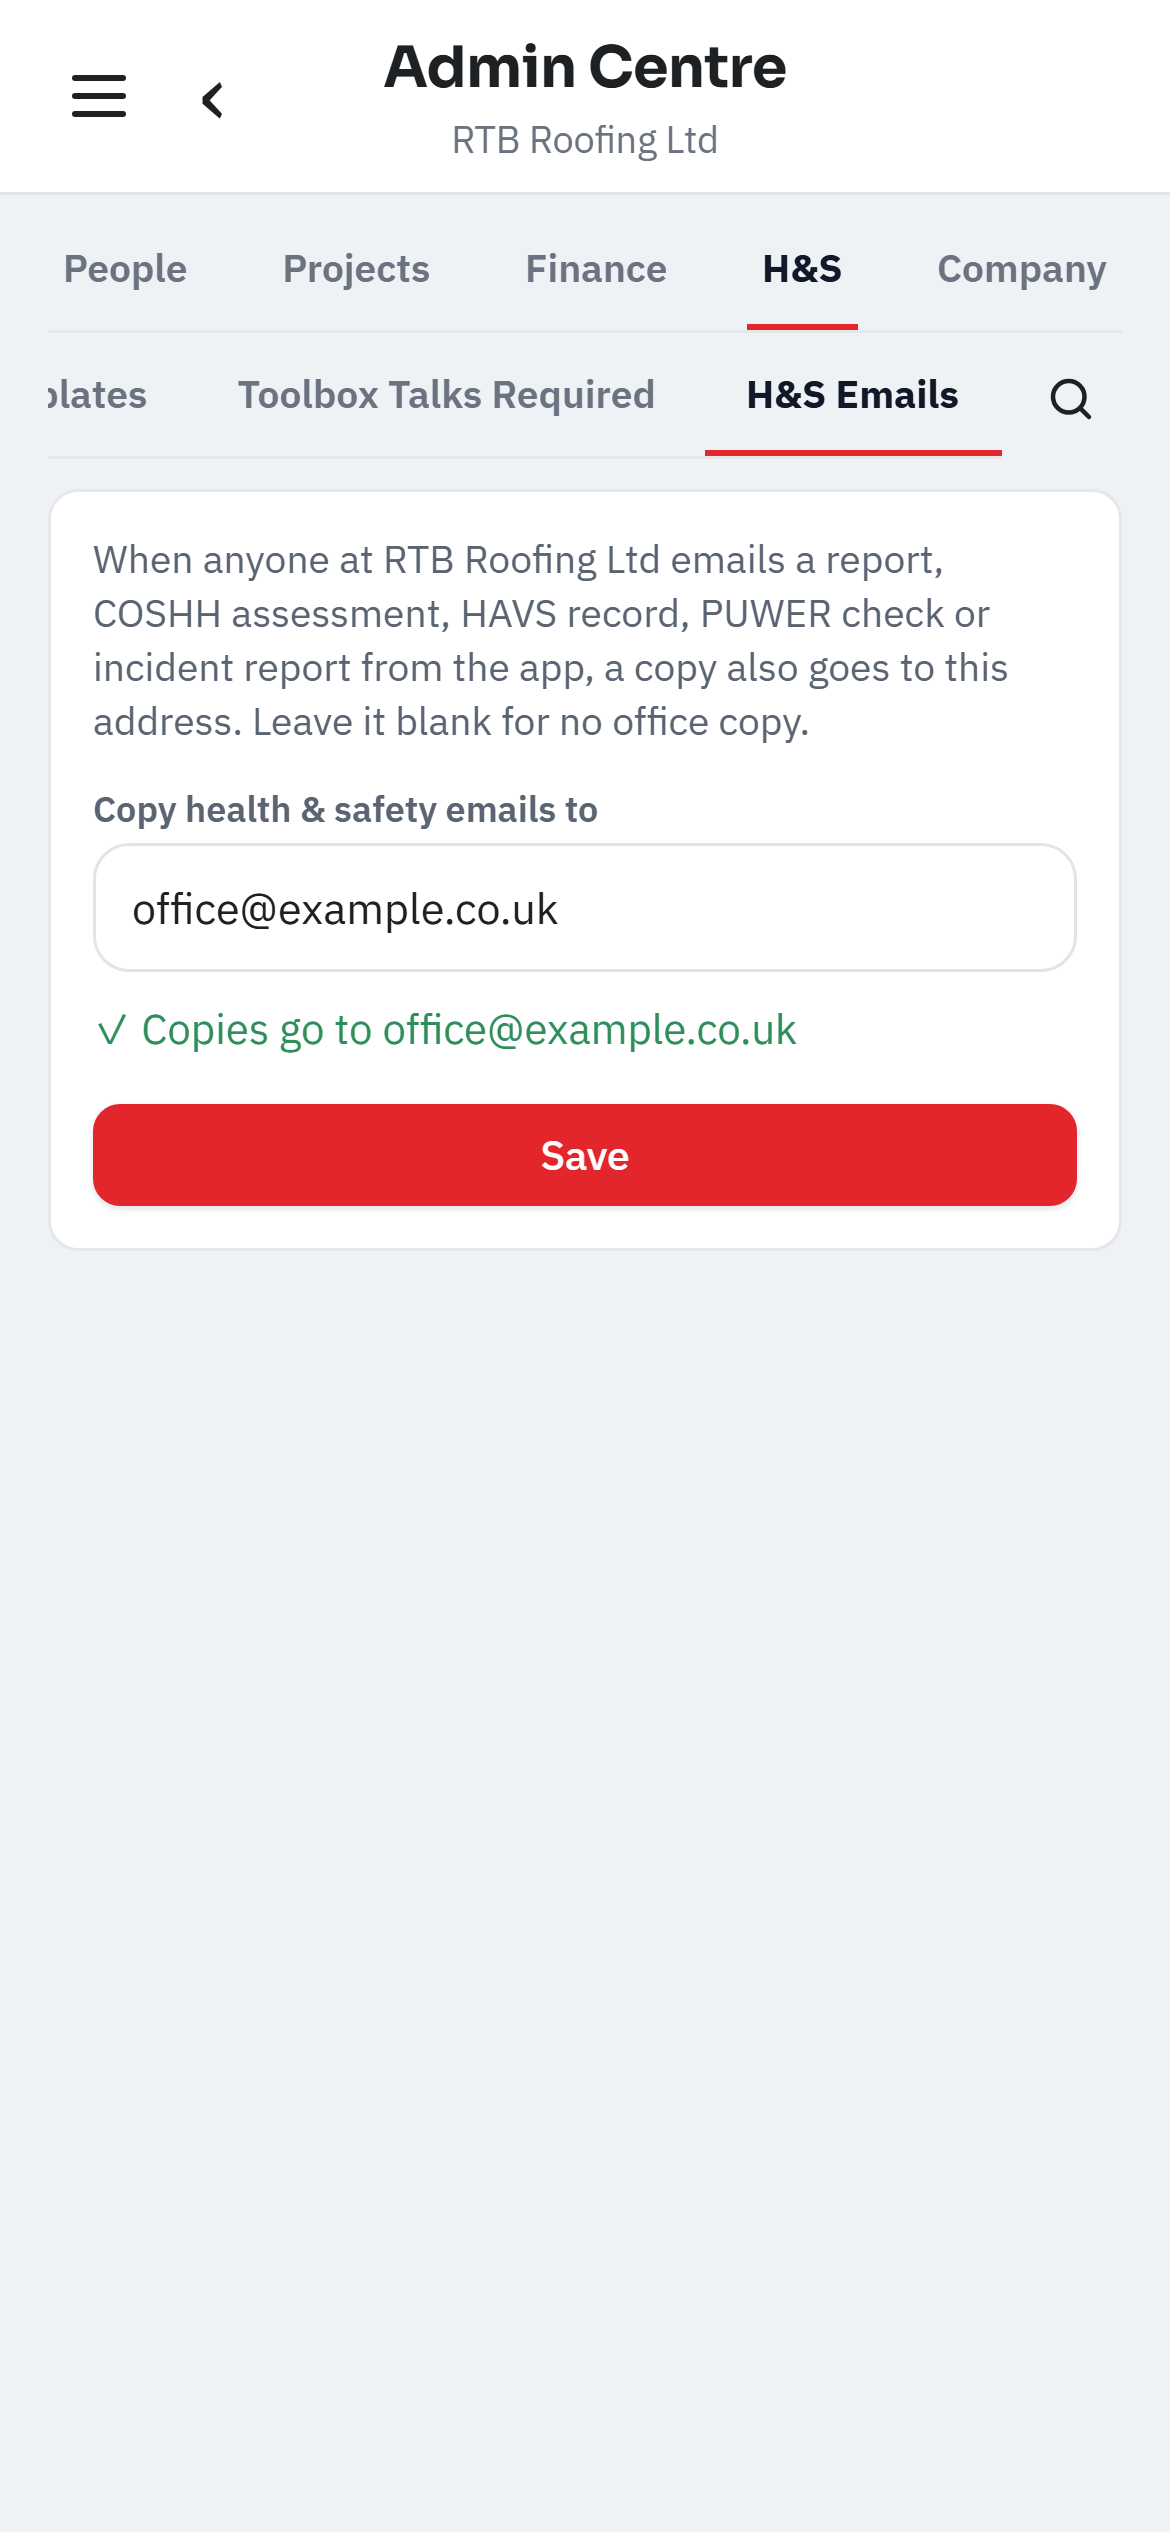 Admin Centre
RTB Roofing Ltd
People Projects Finance H&S Company
plates Toolbox Talks Required H&S Emails
When anyone at RTB Roofing Ltd emails a report,
COSHH assessment, HAVS record, PUWER check or
incident report from the app, a copy also goes to this
address. Leave it blank for no office copy.
Copy health & safety emails to
office@example.co.uk
✓ Copies go to office@example.co.uk
Save